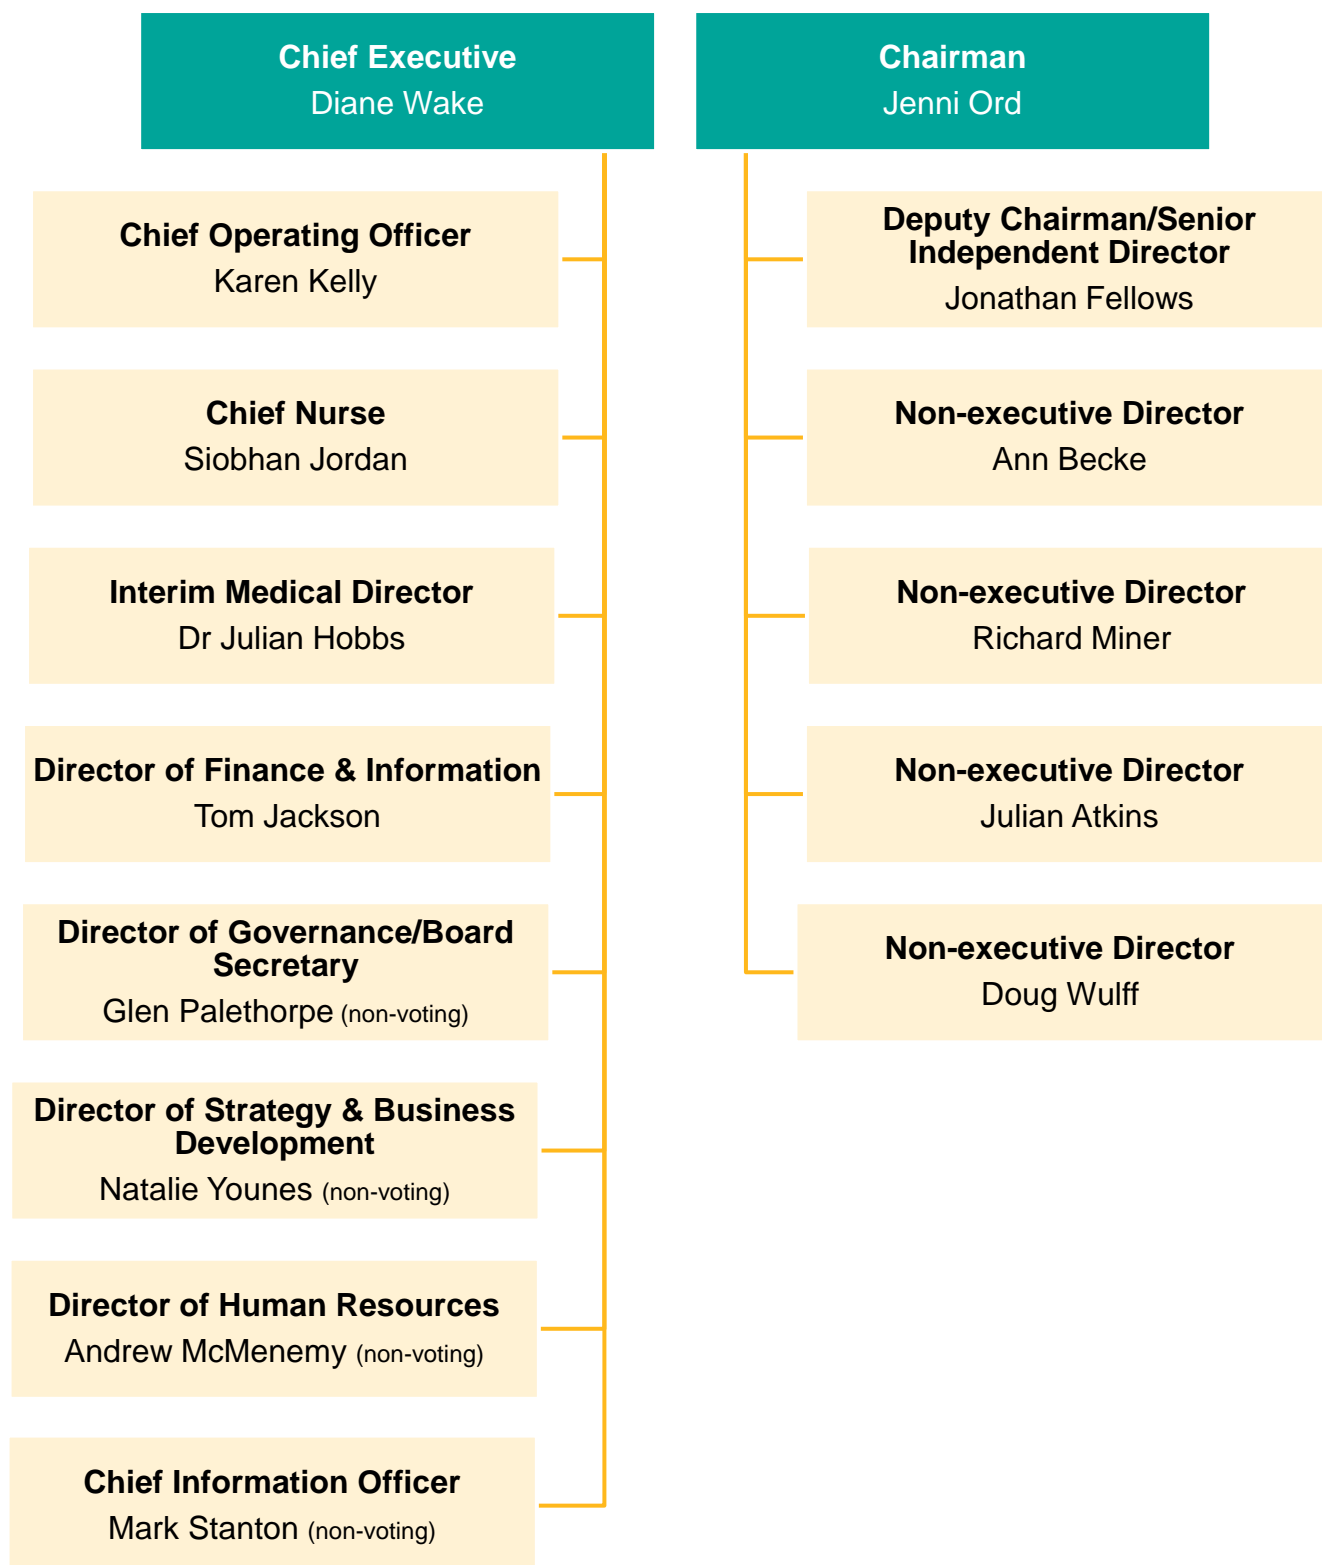 Chief Executive
Diane Wake
Chief Operating Officer
Karen Kelly
Chief Nurse
Siobhan Jordan
Interim Medical Director
Dr Julian Hobbs
Director of Finance & Information
Tom Jackson
Director of Governance/Board
Secretary
Glen Palethorpe (non-voting)
Director of Strategy & Business
Development
Natalie Younes (non-voting)
Director of Human Resources
Andrew McMenemy (non-voting)
Chief Information Officer
Mark Stanton (non-voting)
Chairman
Jenni Ord
Deputy Chairman/Senior
Independent Director
Jonathan Fellows
Non-executive Director
Ann Becke
Non-executive Director
Richard Miner
Non-executive Director
Julian Atkins
Non-executive Director
Doug Wulff